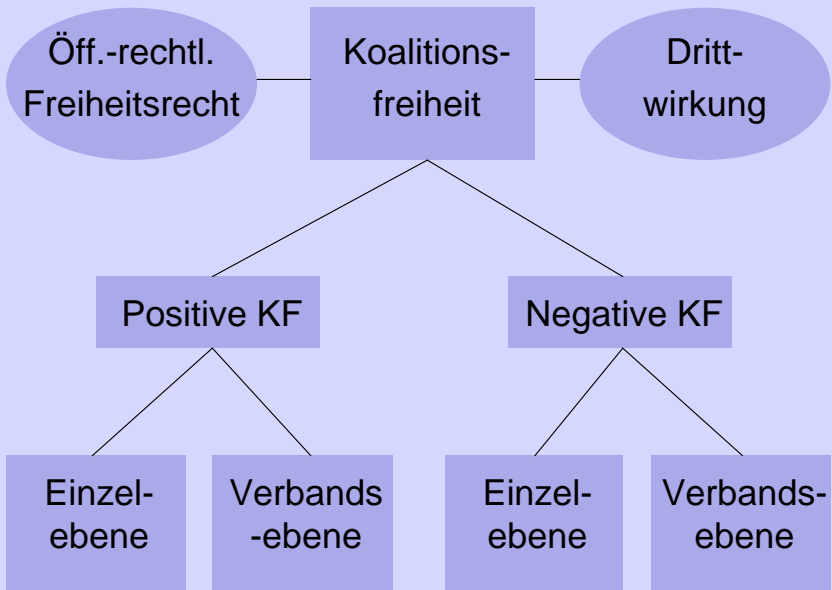 Öff.-rechtl.
Freiheitsrecht
Koalitions-
freiheit
Dritt-
wirkung
Positive KF
Negative KF
Einzel-
ebene
Verbands
-ebene
Einzel-
ebene
Verbands-
ebene